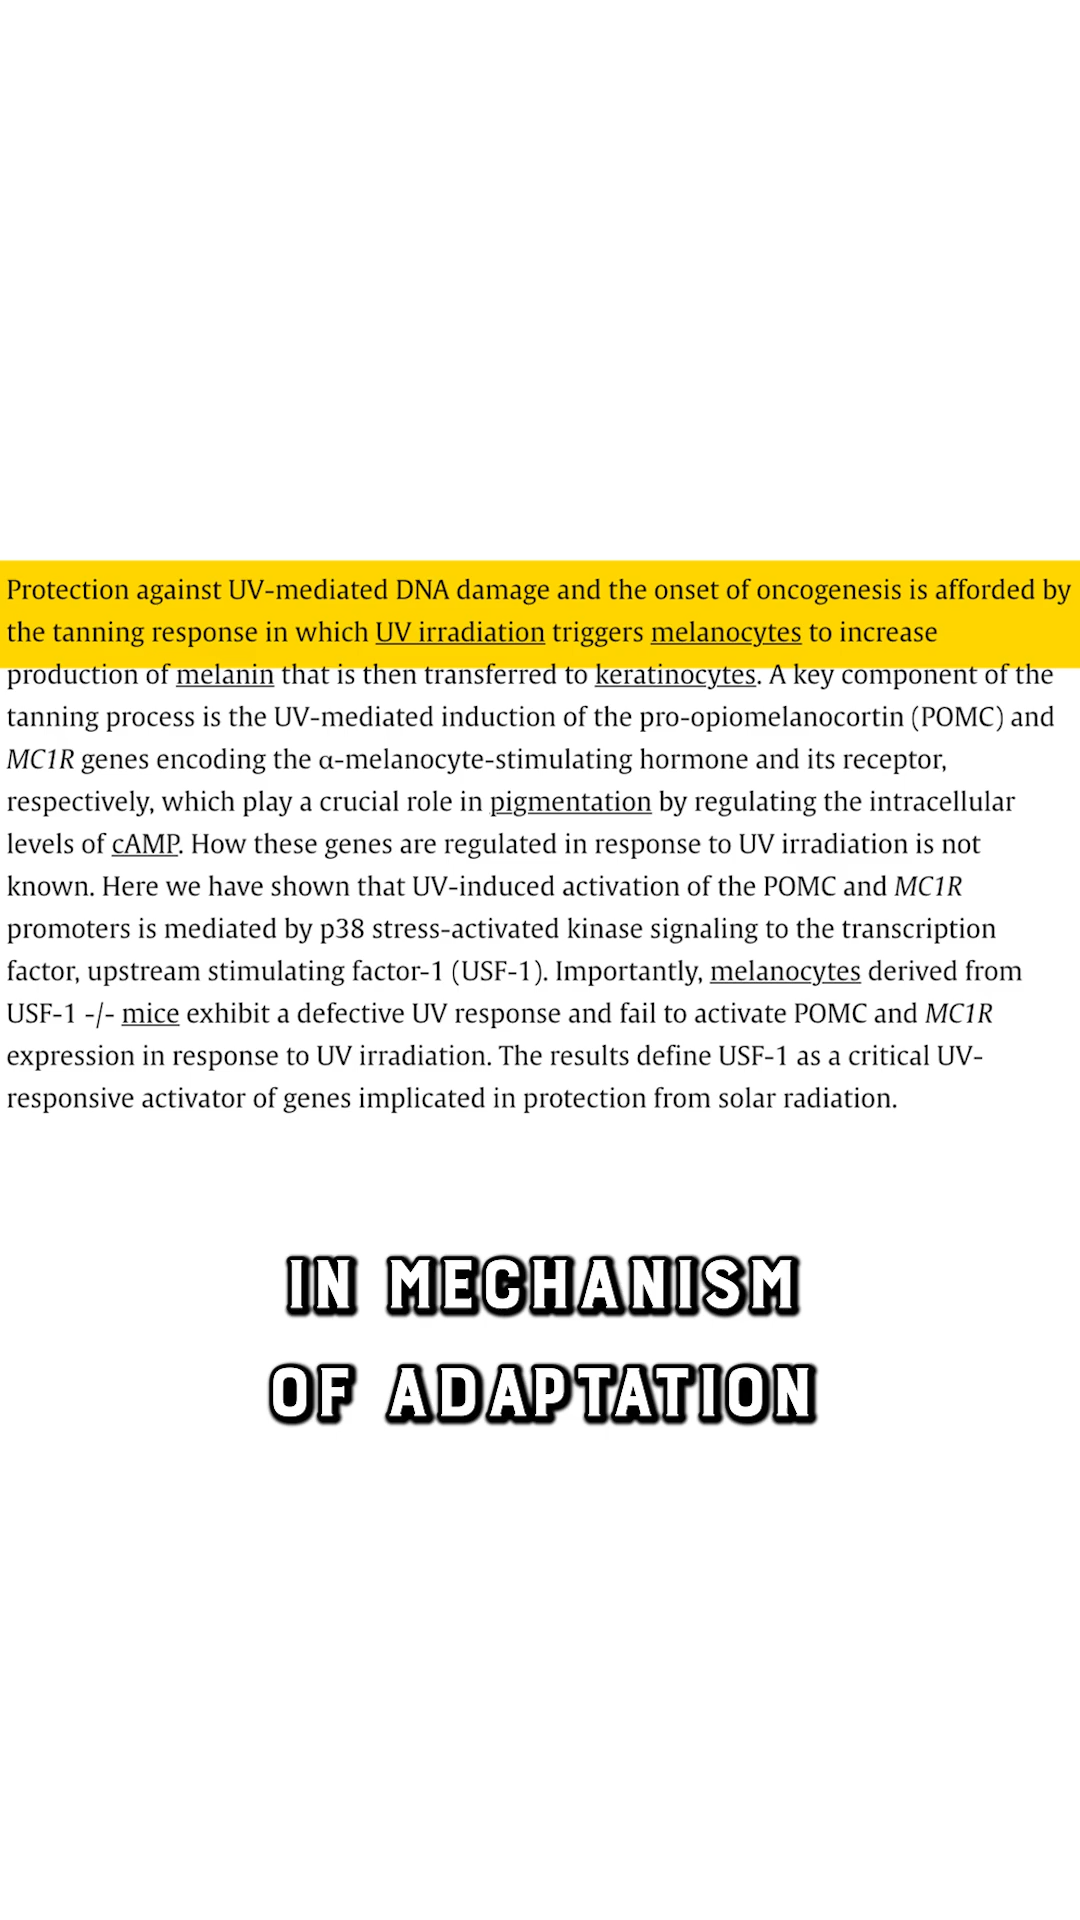 Protection against UV-mediated DNA damage and the onset of oncogenesis is afforded by
the tanning response in which UV irradiation triggers melanocytes to increase
production of melanin that is then transferred to keratinocytes. A key component of the
tanning process is the UV-mediated induction of the pro-opiomelanocortin (POMC) and
MC1R genes encoding the α-melanocyte-stimulating hormone and its receptor,
respectively, which play a crucial role in pigmentation by regulating the intracellular
levels of cAMP. How these genes are regulated in response to UV irradiation is not
known. Here we have shown that UV-induced activation of the POMC and MC1R
promoters is mediated by p38 stress-activated kinase signaling to the transcription
factor, upstream stimulating factor-1 (USF-1). Importantly, melanocytes derived from
USF-1 -/- mice exhibit a defective UV response and fail to activate POMC and MC1R
expression in response to UV irradiation. The results define USF-1 as a critical UV-
responsive activator of genes implicated in protection from solar radiation.
IN MECHANISM
OF ADAPTATION